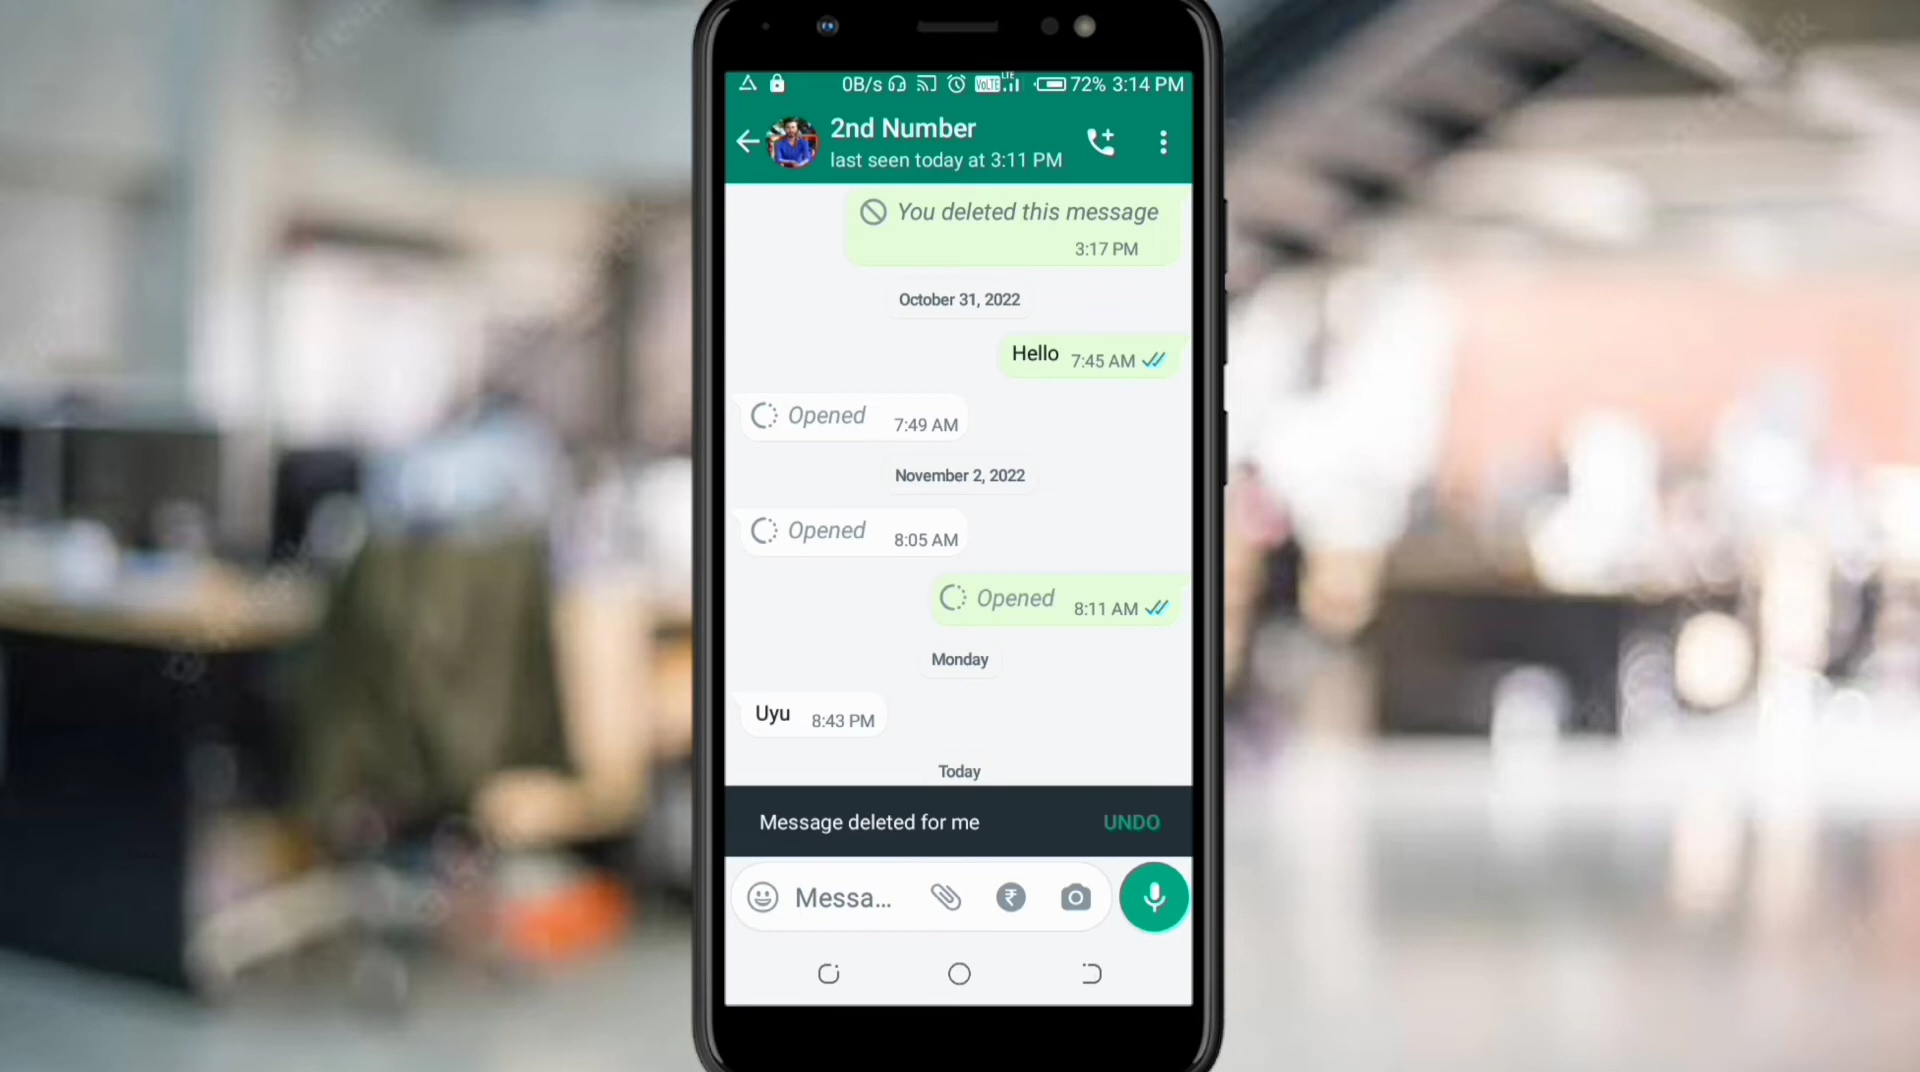 0B/s VoLTE LTE 72% 3:14 PM
2nd Number
last seen today at 3:11 PM
You deleted this message
3:17 PM
October 31, 2022
Hello 7:45 AM
Opened 7:49 AM
November 2, 2022
Opened 8:05 AM
Opened 8:11 AM
Monday
Uyu 8:43 PM
Today
Message deleted for me UNDO
Messa... ₹